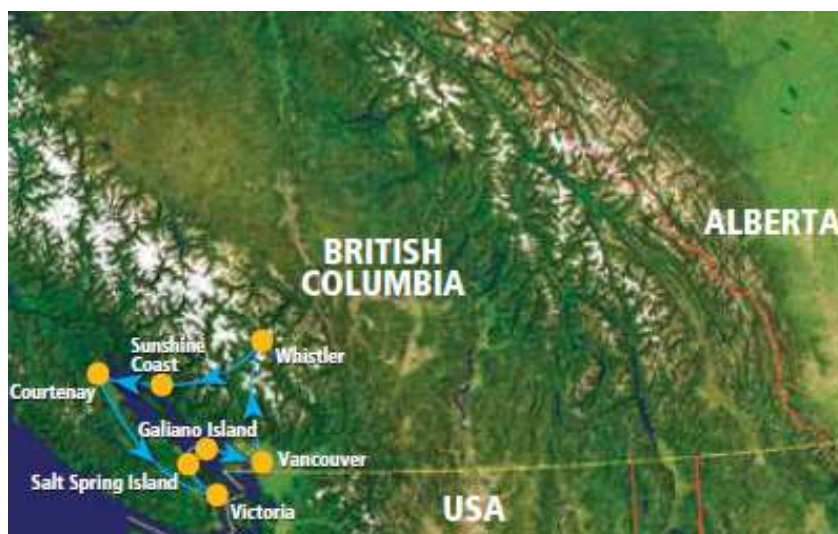 ALBERTA
BRITISH
COLUMBIA
Sunshine
Coast
Whistler
Courtenay
Galiano Island
Vancouver
Salt Spring Island
Victoria
USA